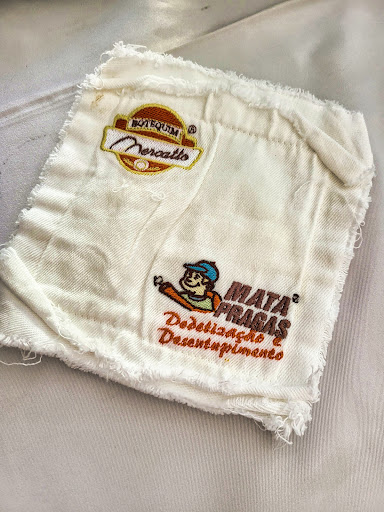 BOTEQUIM
Mercatto
®
MATA
PRAGAS
Dedetização e
Desentupimento